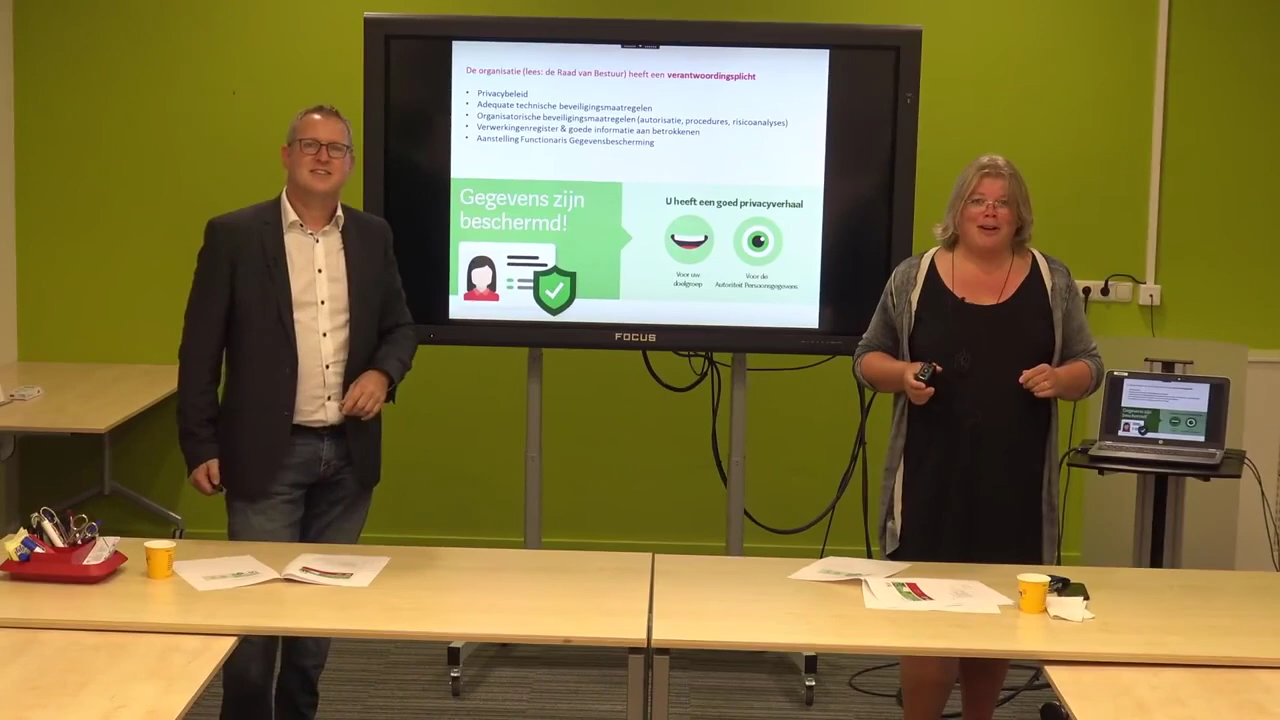 De organisatie (lees: de Raad van Bestuur) heeft een verantwoordingsplicht
• Privacybeleid
• Adequate technische beveiligingsmaatregelen
• Organisatorische beveiligingsmaatregelen (autorisatie, procedures, risicoanalyses)
• Verwerkingenregister & goede informatie aan betrokkenen
• Aanstelling Functionaris Gegevensbescherming
Gegevens zijn
beschermd!
U heeft een goed privacyverhaal
Voor uw
doelgroep
Voor de
Autoriteit Persoonsgegevens
FOCUS